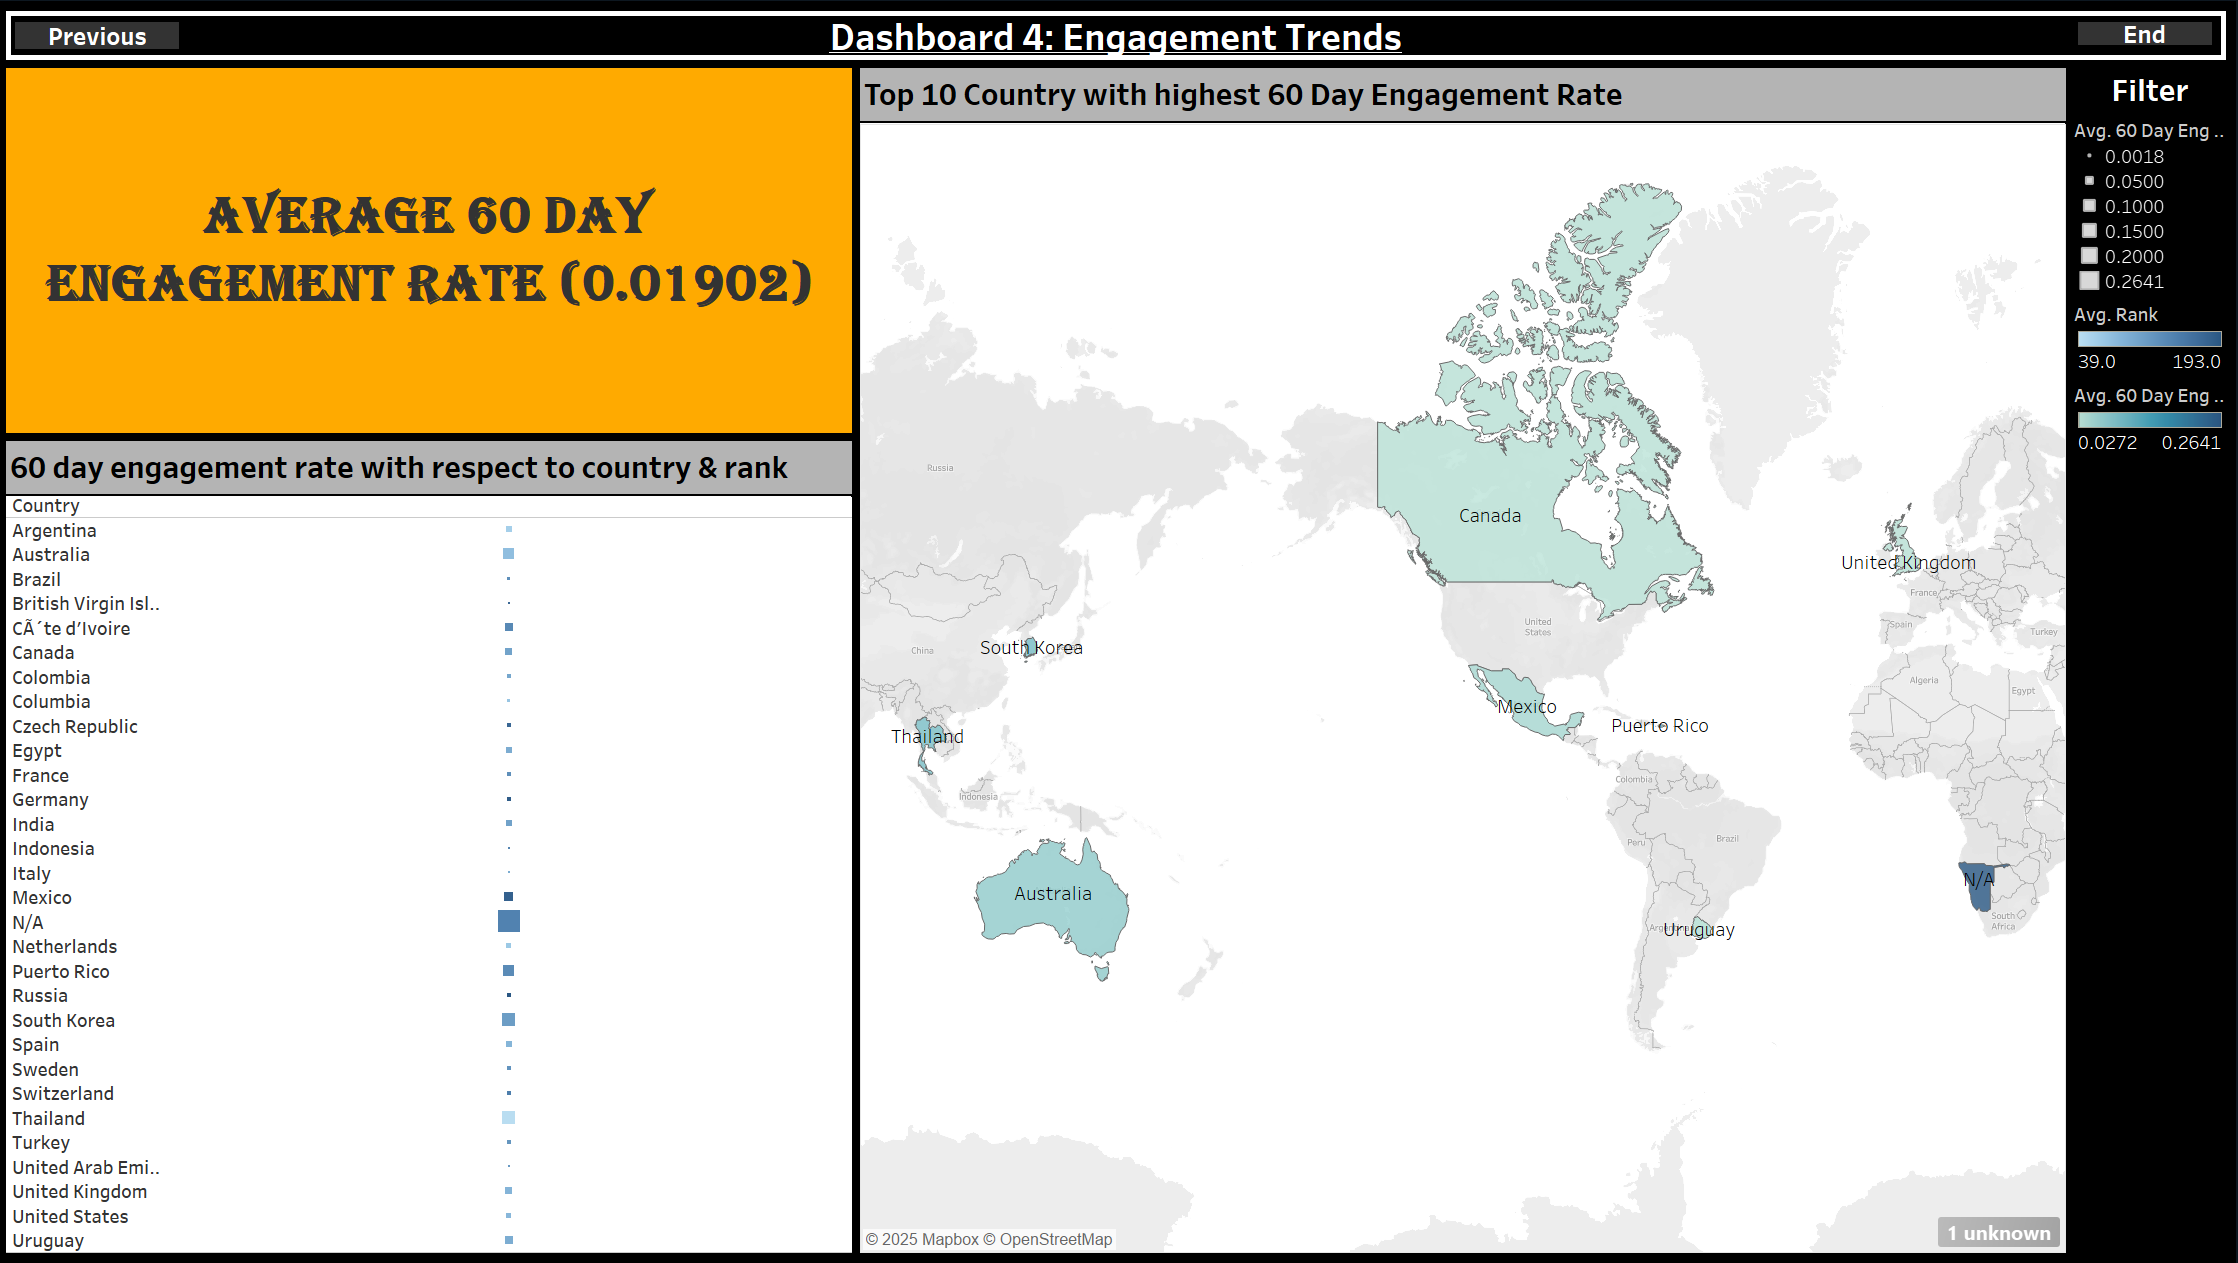 Previous
Dashboard 4: Engagement Trends
End
AVERAGE 60 DAY
ENGAGEMENT RATE (0.01902)
60 day engagement rate with respect to country & rank
Country
Argentina
Australia
Brazil
British Virgin Isl..
CÃ´te d’Ivoire
Canada
Colombia
Columbia
Czech Republic
Egypt
France
Germany
India
Indonesia
Italy
Mexico
N/A
Netherlands
Puerto Rico
Russia
South Korea
Spain
Sweden
Switzerland
Thailand
Turkey
United Arab Emi..
United Kingdom
United States
Uruguay
Top 10 Country with highest 60 Day Engagement Rate
Russia
Canada
United Kingdom
France
Spain
Turkey
United
States
South Korea
China
Algeria
Egypt
Mexico
Puerto Rico
Thailand
Colombia
Indonesia
Brazil
Peru
Australia
N/A
South
Africa
Uruguay
© 2025 Mapbox © OpenStreetMap
1 unknown
Filter
Avg. 60 Day Eng ..
0.0018
0.0500
0.1000
0.1500
0.2000
0.2641
Avg. Rank
39.0 193.0
Avg. 60 Day Eng ..
0.0272 0.2641